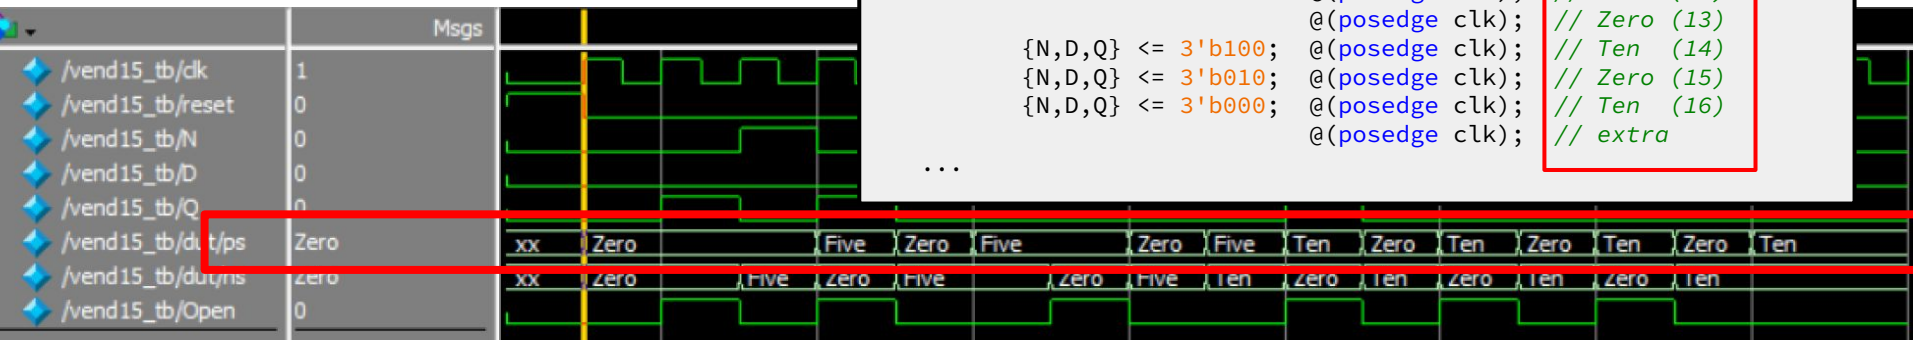 Msgs
@(posedge clk); // Zero (13)
{N,D,Q} <= 3'b100; @(posedge clk); // Ten (14)
{N,D,Q} <= 3'b010; @(posedge clk); // Zero (15)
{N,D,Q} <= 3'b000; @(posedge clk); // Ten (16)
@(posedge clk); // extra
...
/vend15_tb/clk 1
/vend15_tb/reset 0
/vend15_tb/N 0
/vend15_tb/D 0
/vend15_tb/Q 0
/vend15_tb/dut/ps Zero xx Zero Five Zero Five Zero Five Ten Zero Ten Zero Ten Zero Ten
/vend15_tb/dut/ns Zero xx Zero Five Zero Five Zero Five Ten Zero Ten Zero Ten Zero Ten
/vend15_tb/Open 0